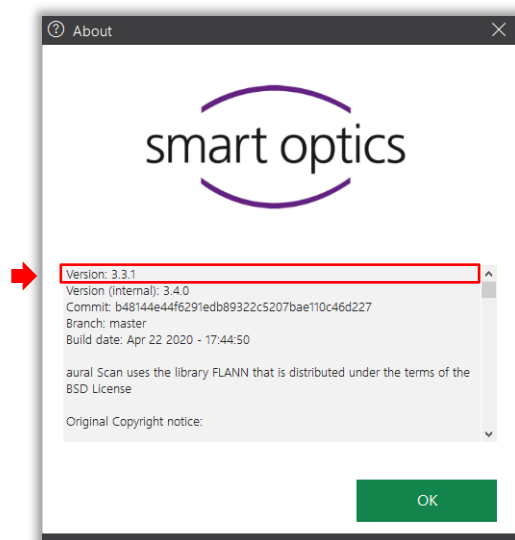 About
smart optics
Version: 3.3.1
Version (internal): 3.4.0
Commit: b48144e44f6291edb89322c5207bae110c46d227
Branch: master
Build date: Apr 22 2020 - 17:44:50
aural Scan uses the library FLANN that is distributed under the terms of the
BSD License
Original Copyright notice:
OK